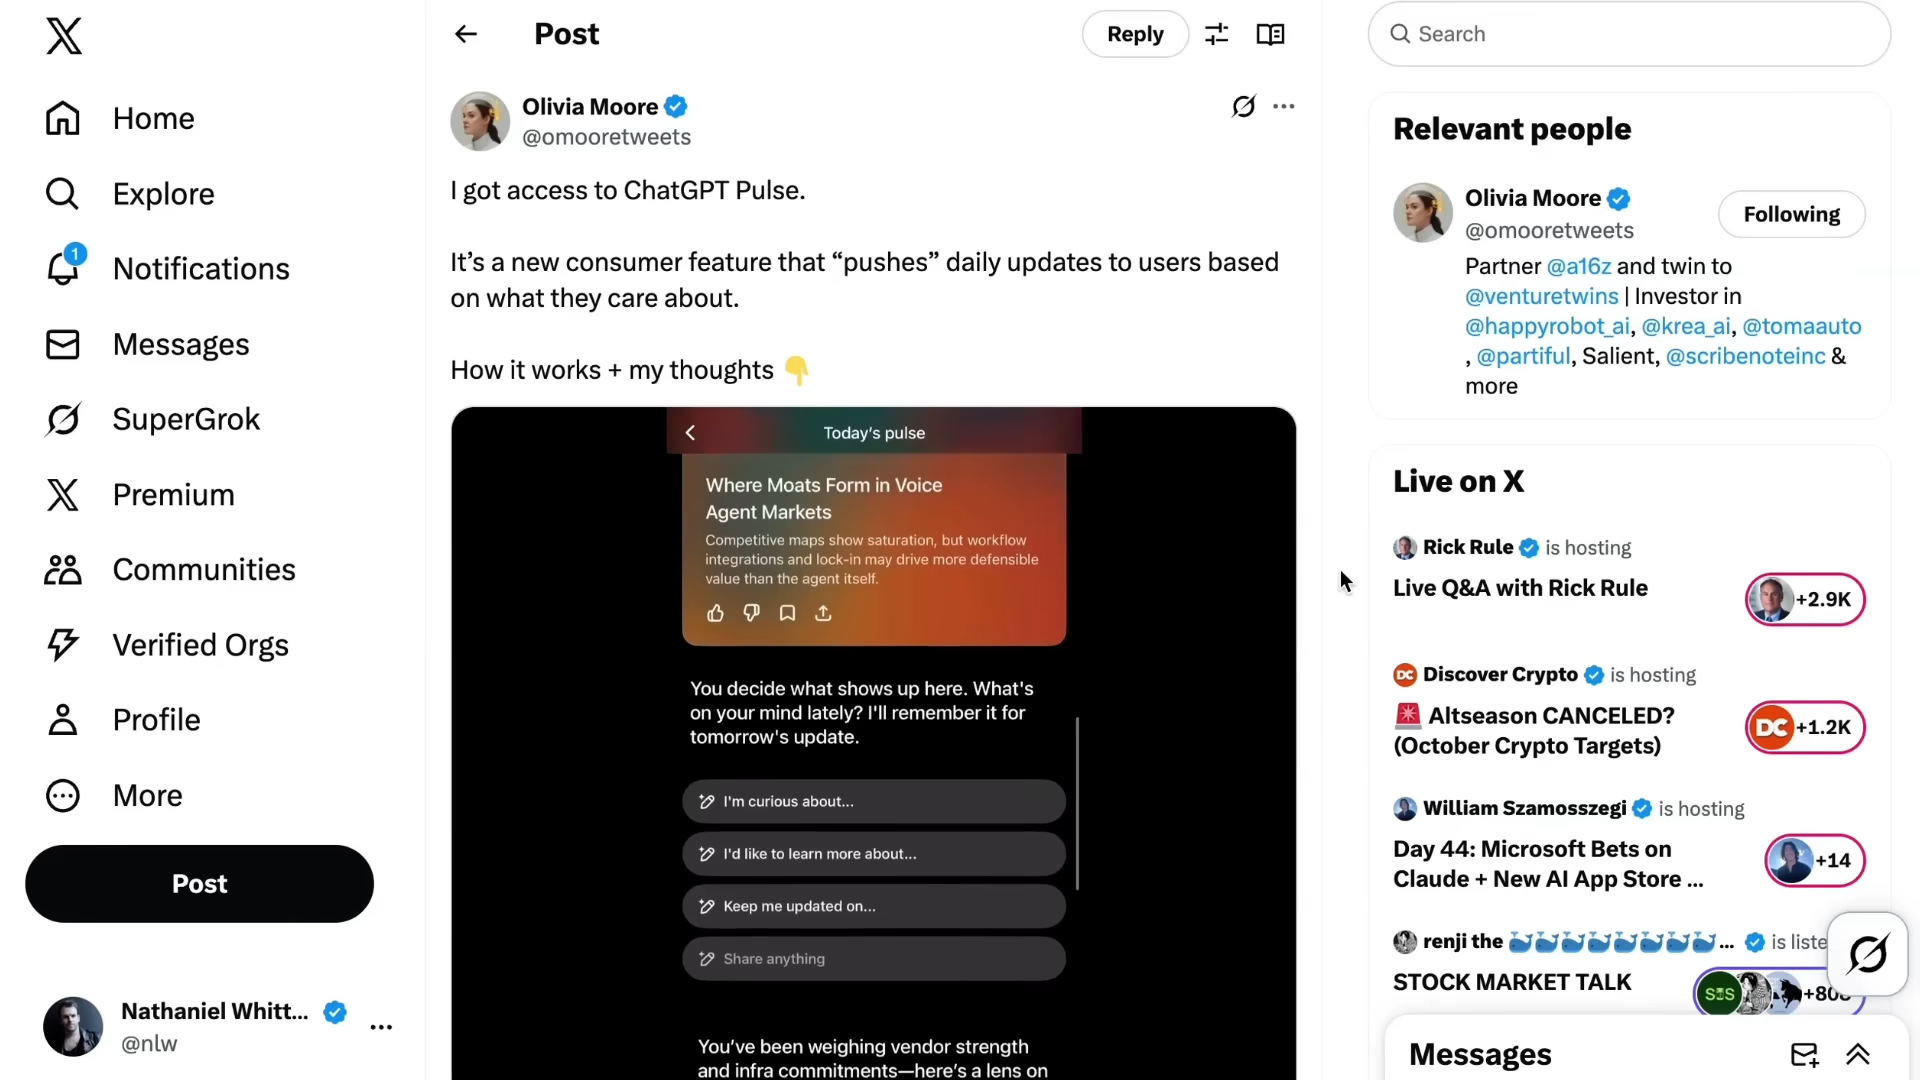 Home
Explore
1
Notifications
Messages
SuperGrok
Premium
Communities
Verified Orgs
Profile
More
Post
Nathaniel Whitt...
@nlw
Post
Reply
Olivia Moore
@omooretweets
I got access to ChatGPT Pulse.
It’s a new consumer feature that “pushes” daily updates to users based
on what they care about.
How it works + my thoughts 👇
Today's pulse
Where Moats Form in Voice
Agent Markets
Competitive maps show saturation, but workflow
integrations and lock-in may drive more defensible
value than the agent itself.
You decide what shows up here. What's
on your mind lately? I'll remember it for
tomorrow's update.
I'm curious about...
I'd like to learn more about...
Keep me updated on...
Share anything
You’ve been weighing vendor strength
and infra commitments—here’s a lens on
Search
Relevant people
Olivia Moore
@omooretweets
Following
Partner @a16z and twin to
@venturetwins | Investor in
@happyrobot_ai, @krea_ai, @tomaauto
, @partiful, Salient, @scribenoteinc &
more
Live on X
Rick Rule is hosting
Live Q&A with Rick Rule
+2.9K
DC Discover Crypto is hosting
🚨 Altseason CANCELED?
(October Crypto Targets)
DC +1.2K
William Szamosszegi is hosting
Day 44: Microsoft Bets on
Claude + New AI App Store ...
+14
renji the 🐳🐳🐳🐳🐳🐳🐳🐳 ... is liste
STOCK MARKET TALK
Messages